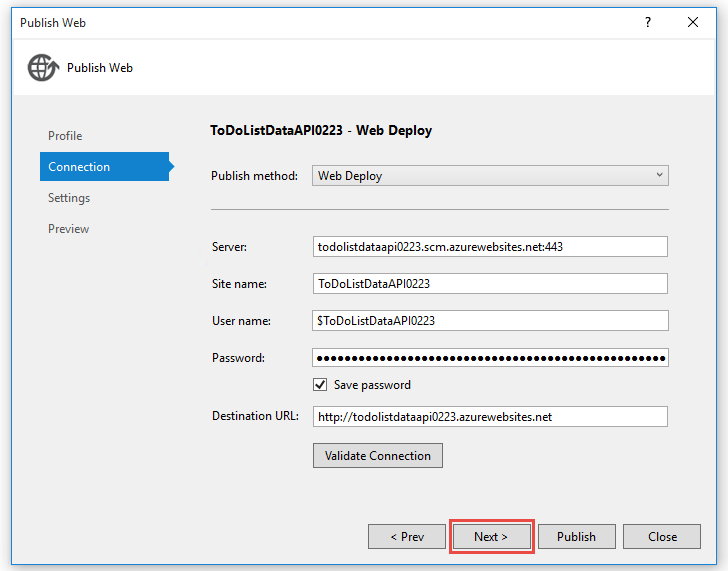 Publish Web
?
Publish Web
Profile
Connection
Settings
Preview
ToDoListDataAPI0223 - Web Deploy
Publish method: Web Deploy
Server: todolistdataapi0223.scm.azurewebsites.net:443
Site name: ToDoListDataAPI0223
User name: $ToDoListDataAPI0223
Password: ●●●●●●●●●●●●●●●●●●●●●●●●●●●●●●●●●●●●●●●●●●●●●●●●●●
Save password
Destination URL: http://todolistdataapi0223.azurewebsites.net
Validate Connection
< Prev Next > Publish Close